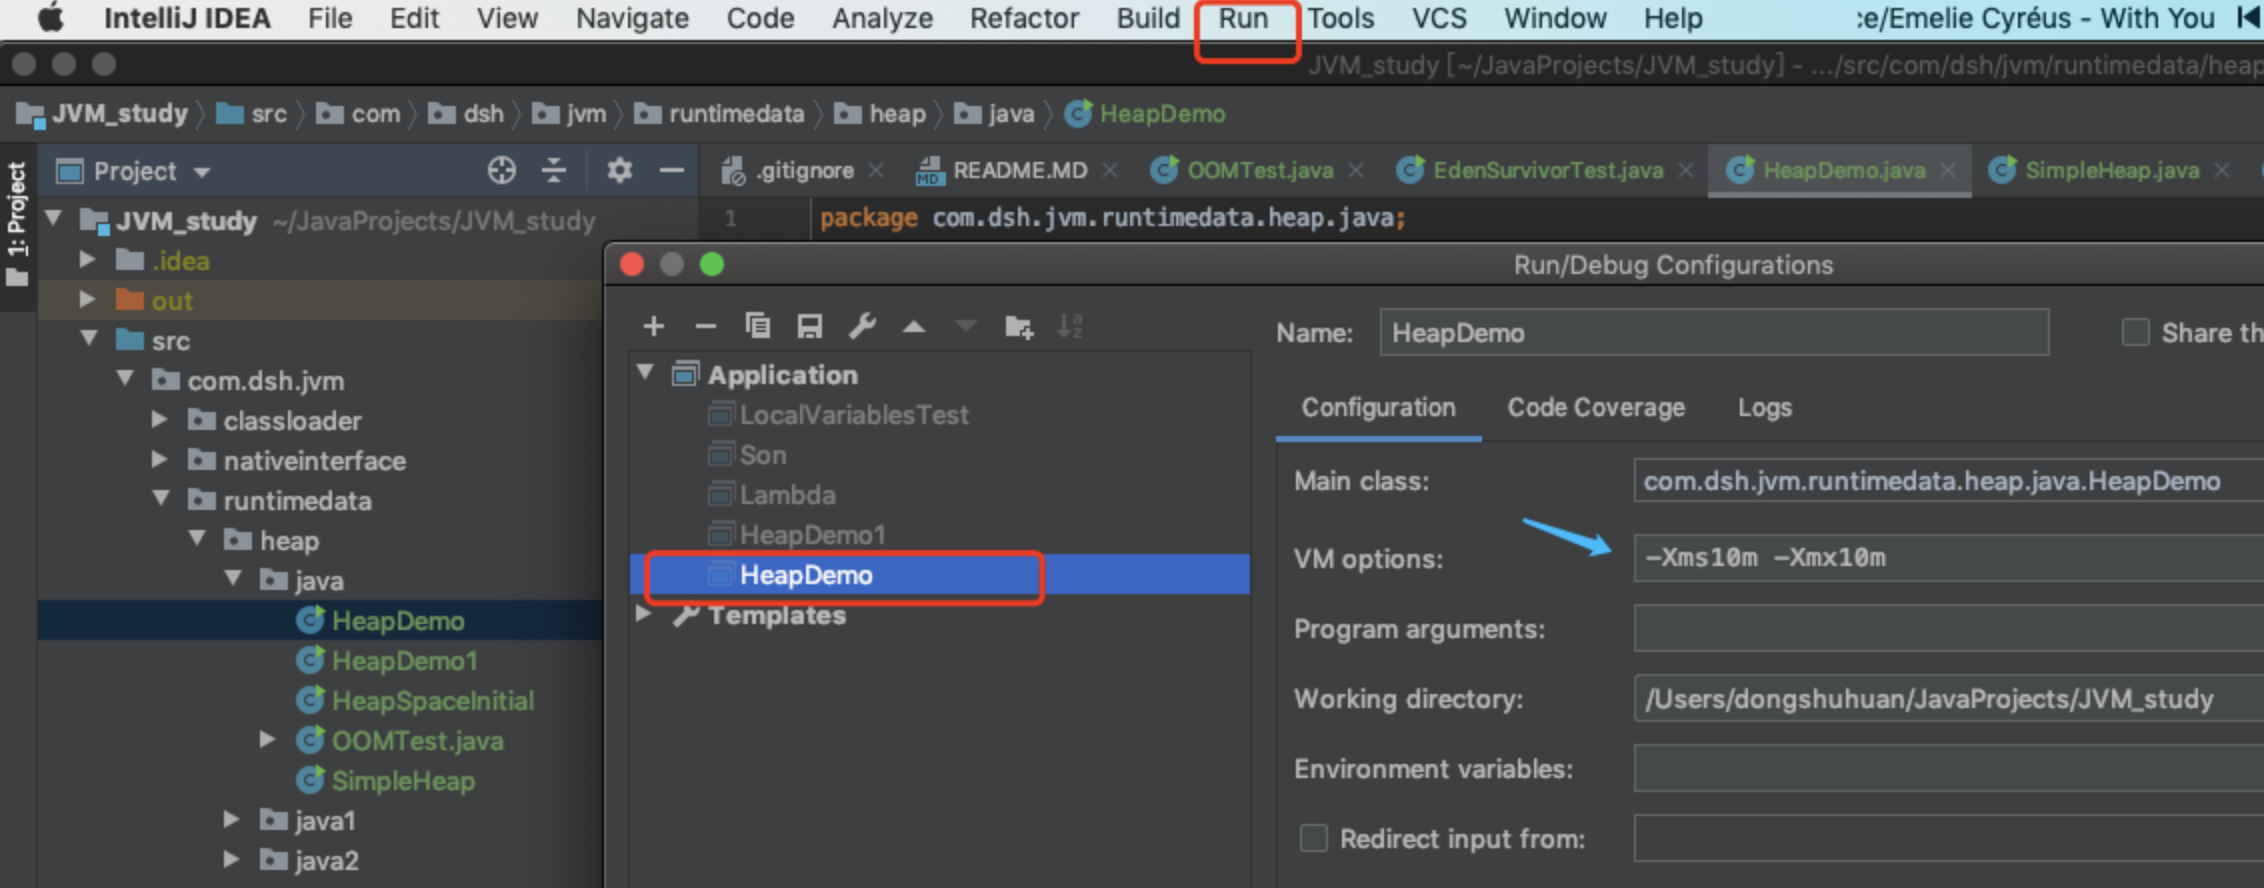 IntelliJ IDEA File Edit View Navigate Code Analyze Refactor Build Run Tools VCS Window Help :e/Emelie Cyréus - With You
JVM_study [~/JavaProjects/JVM_study] - .../src/com/dsh/jvm/runtimedata/heap
JVM_study src com dsh jvm runtimedata heap java HeapDemo
1: Project
Project
.gitignore README.MD OOMTest.java EdenSurvivorTest.java HeapDemo.java SimpleHeap.java
JVM_study ~/JavaProjects/JVM_study
1 package com.dsh.jvm.runtimedata.heap.java;
.idea
out
src
com.dsh.jvm
classloader
nativeinterface
runtimedata
heap
java
HeapDemo
HeapDemo1
HeapSpaceInitial
OOMTest.java
SimpleHeap
java1
java2
Run/Debug Configurations
Application
LocalVariablesTest
Son
Lambda
HeapDemo1
HeapDemo
Templates
Name: HeapDemo Share th
Configuration Code Coverage Logs
Main class: com.dsh.jvm.runtimedata.heap.java.HeapDemo
VM options: -Xms10m -Xmx10m
Program arguments:
Working directory: /Users/dongshuhuan/JavaProjects/JVM_study
Environment variables:
Redirect input from: